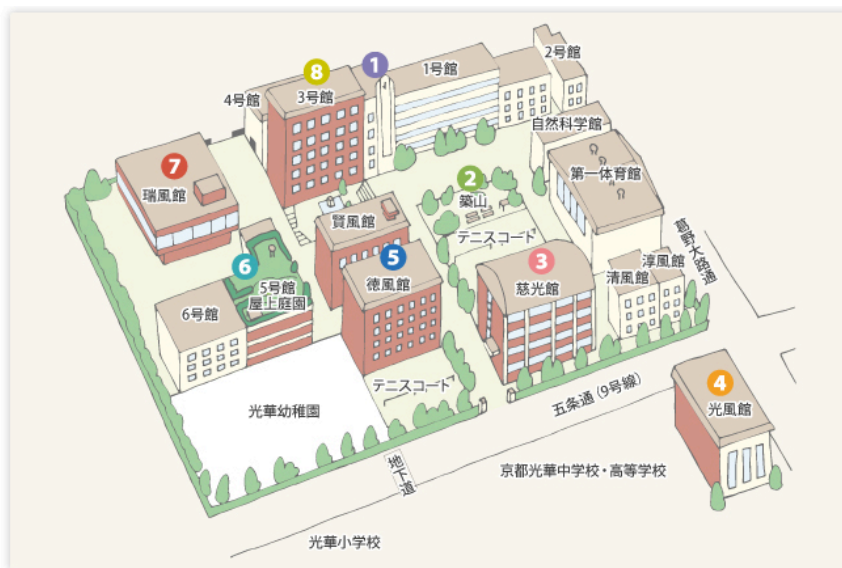 2号館
8
1
1号館
4号館
3号館
自然科学館
7
瑞風館
2
築山
第一体育館
賢風館
テニスコート
葛野大路通
6
5号館
屋上庭園
5
徳風館
3
慈光館
清風館
淳風館
6号館
4
光風館
テニスコート
五条通(9号線)
光華幼稚園
地下道
京都光華中学校・高等学校
光華小学校